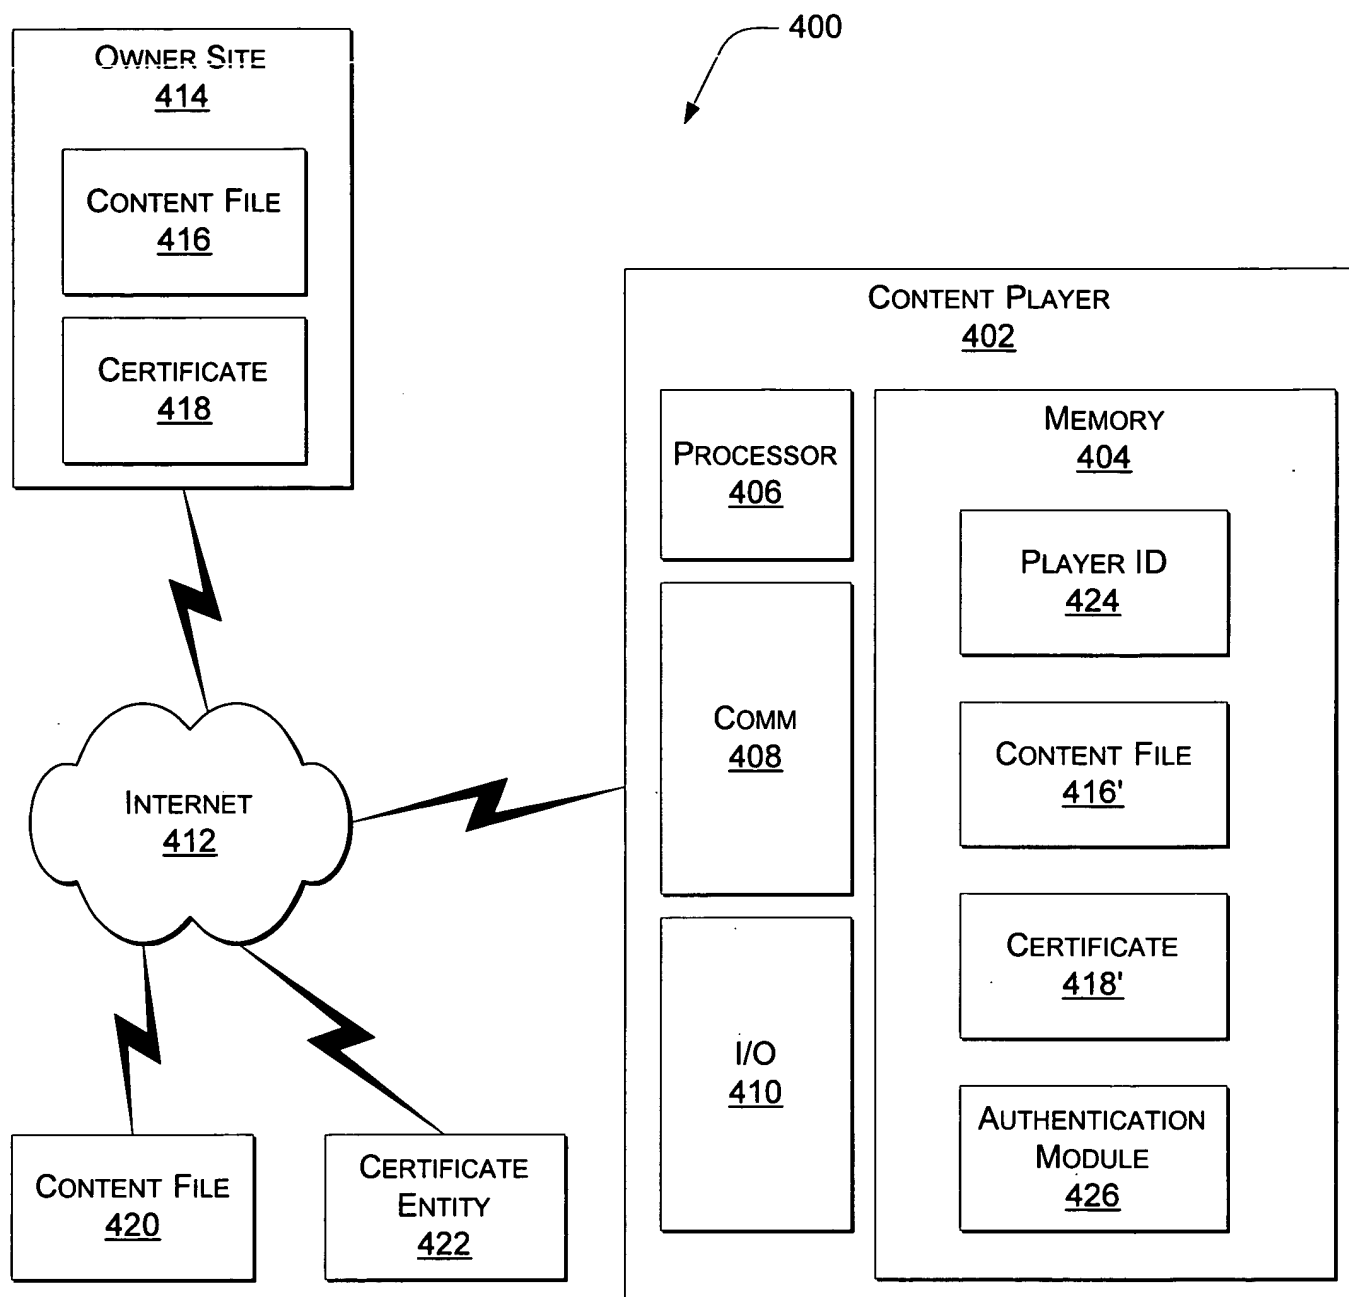 400
OWNER SITE
414
CONTENT FILE
416
CERTIFICATE
418
CONTENT PLAYER
402
PROCESSOR
406
COMM
408
I/O
410
MEMORY
404
PLAYER ID
424
CONTENT FILE
416'
CERTIFICATE
418'
AUTHENTICATION
MODULE
426
INTERNET
412
CONTENT FILE
420
CERTIFICATE
ENTITY
422